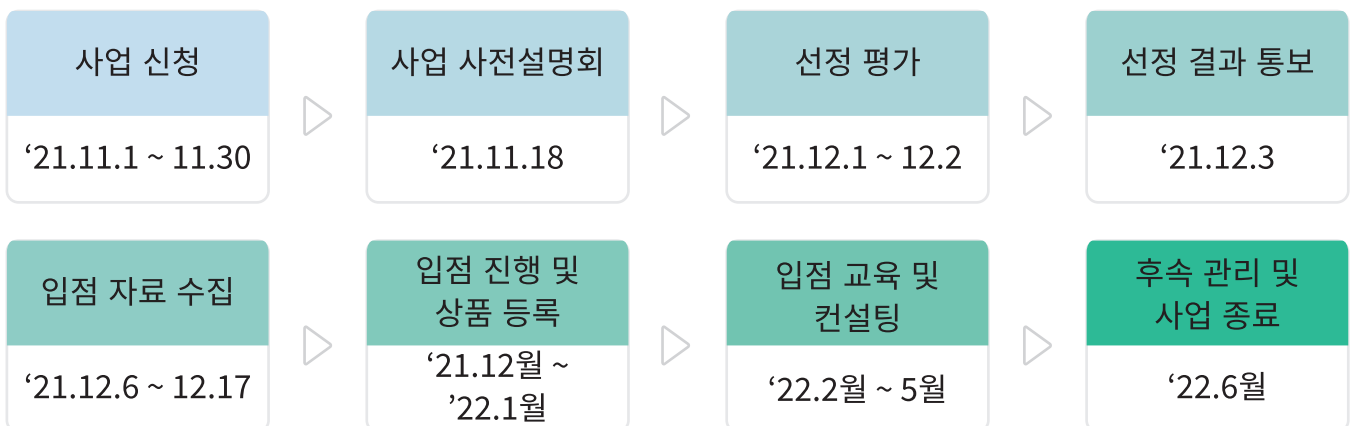 사업 신청
‘21.11.1 ~ 11.30
사업 사전설명회
‘21.11.18
선정 평가
‘21.12.1 ~ 12.2
선정 결과 통보
‘21.12.3
입점 자료 수집
‘21.12.6 ~ 12.17
입점 진행 및
상품 등록
‘21.12월 ~
’22.1월
입점 교육 및
컨설팅
‘22.2월 ~ 5월
후속 관리 및
사업 종료
‘22.6월